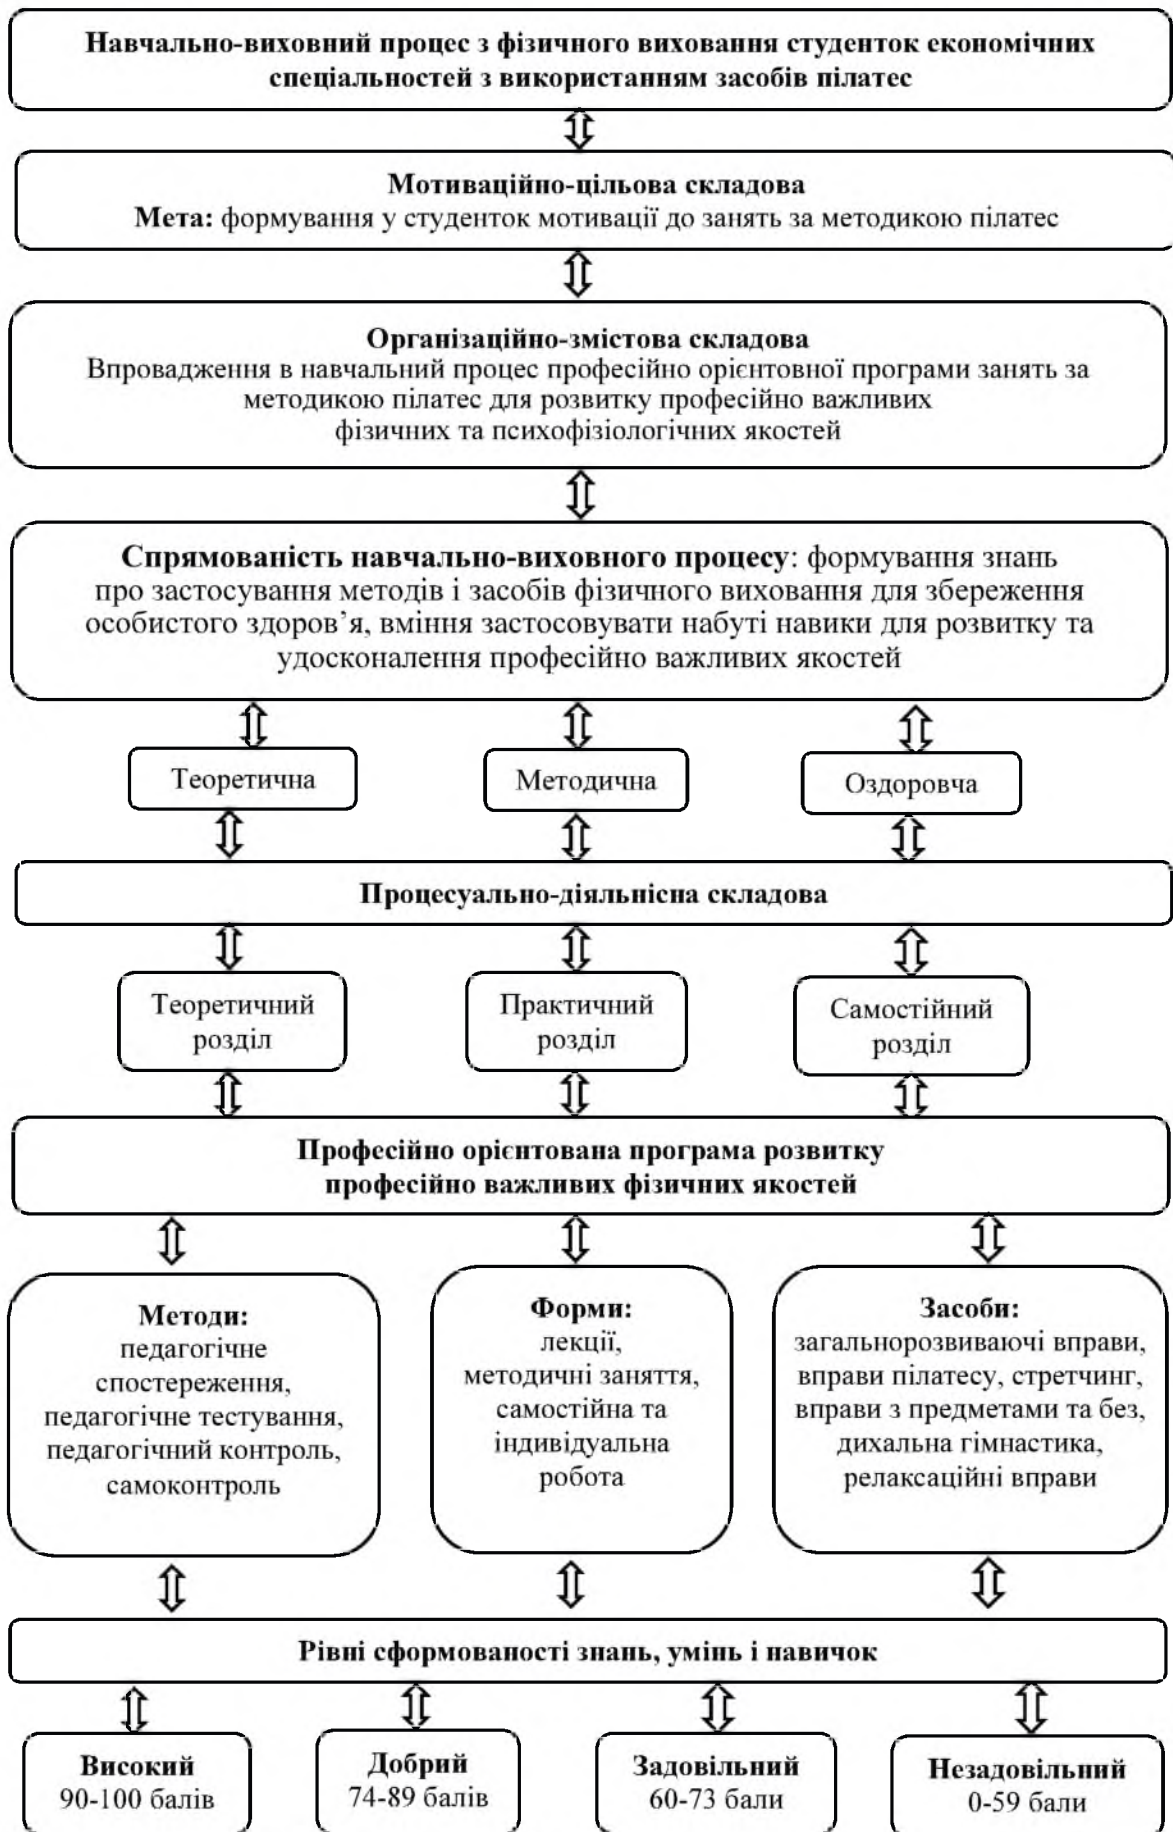 Навчально-виховний процес з фізичного виховання студенток економічних
спеціальностей з використанням засобів пілатес
Мотиваційно-цільова складова
Мета: формування у студенток мотивації до занять за методикою пілатес
Організаційно-змістова складова
Впровадження в навчальний процес професійно орієнтовної програми занять за
методикою пілатес для розвитку професійно важливих
фізичних та психофізіологічних якостей
Спрямованість навчально-виховного процесу: формування знань
про застосування методів і засобів фізичного виховання для збереження
особистого здоров’я, вміння застосовувати набуті навики для розвитку та
удосконалення професійно важливих якостей
Теоретична
Методична
Оздоровча
Процесуально-діяльнісна складова
Теоретичний
розділ
Практичний
розділ
Самостійний
розділ
Професійно орієнтована програма розвитку
професійно важливих фізичних якостей
Методи:
педагогічне
спостереження,
педагогічне тестування,
педагогічний контроль,
самоконтроль
Форми:
лекції,
методичні заняття,
самостійна та
індивідуальна
робота
Засоби:
загальнорозвиваючі вправи,
вправи пілатесу, стретчинг,
вправи з предметами та без,
дихальна гімнастика,
релаксаційні вправи
Рівні сформованості знань, умінь і навичок
Високий
90-100 балів
Добрий
74-89 балів
Задовільний
60-73 бали
Незадовільний
0-59 бали